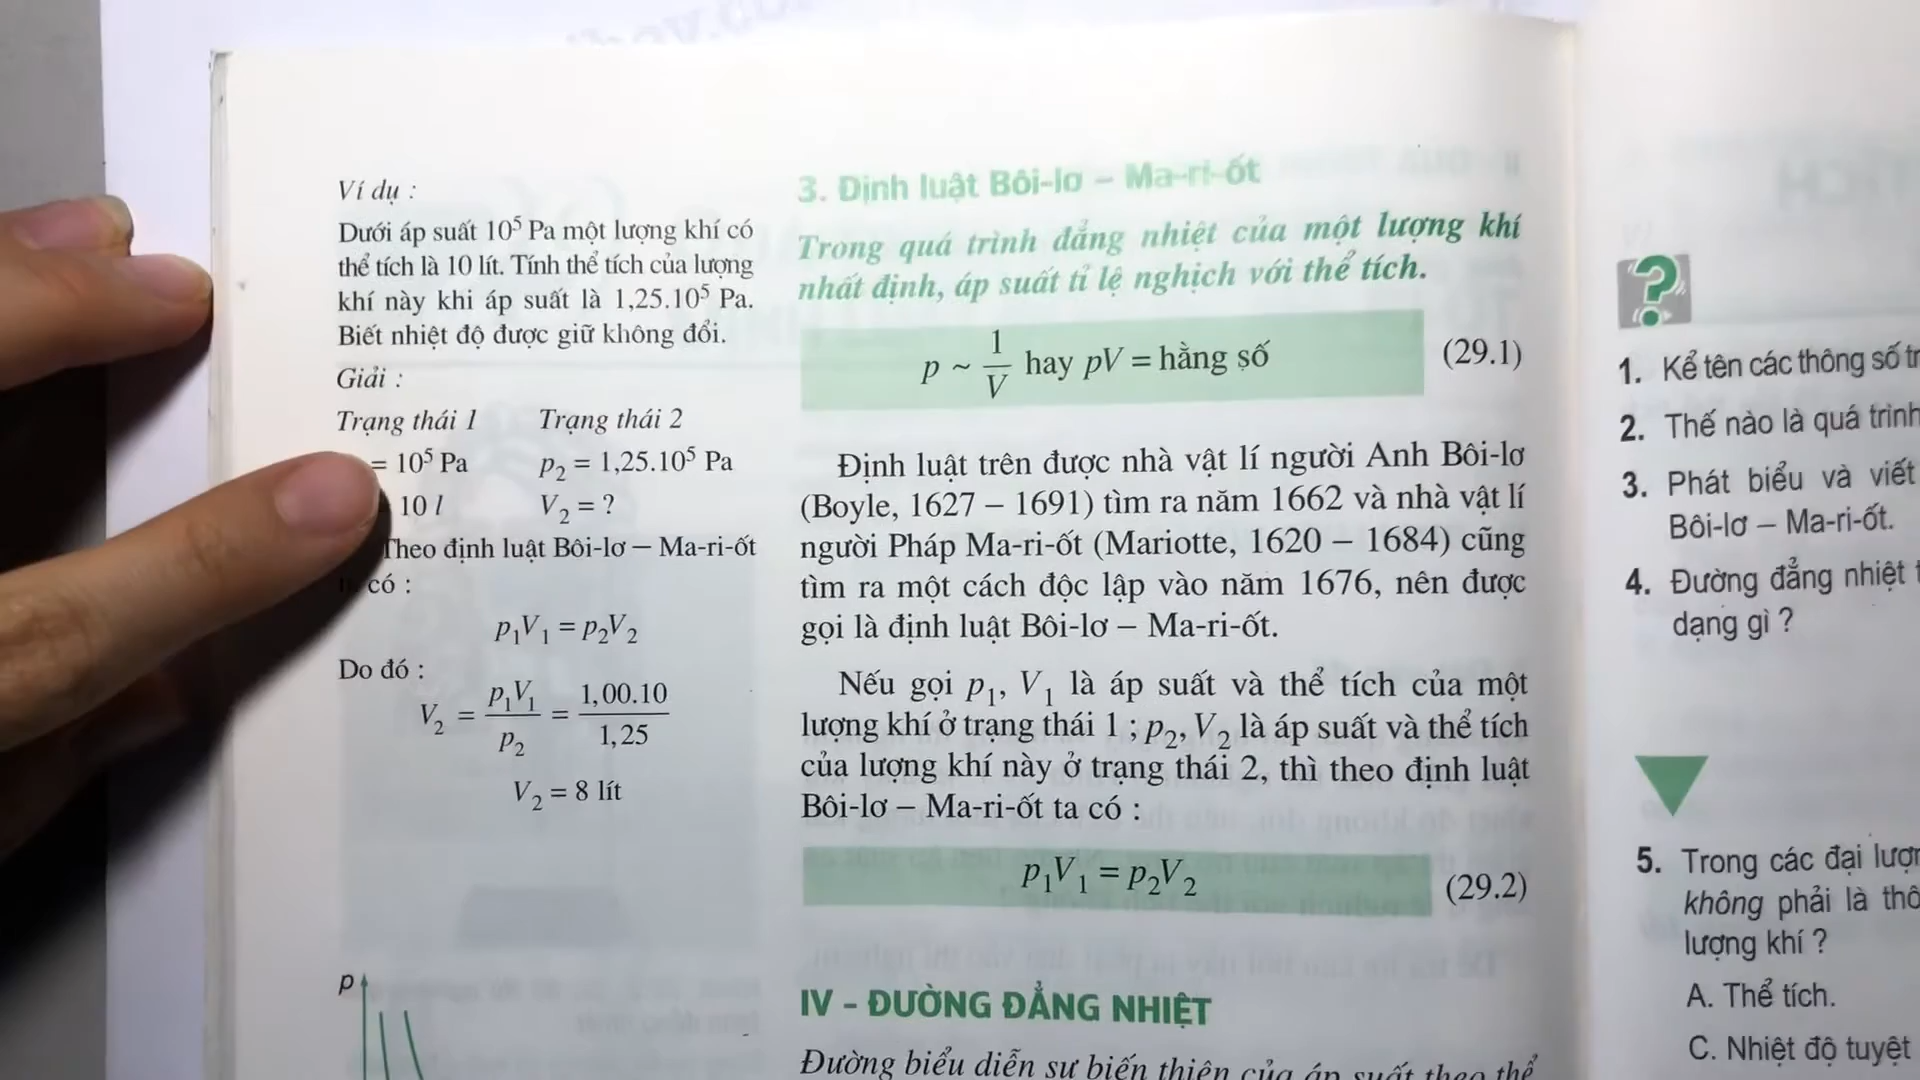 Ví dụ :
Dưới áp suất 10⁵ Pa một lượng khí có
thể tích là 10 lít. Tính thể tích của lượng
khí này khi áp suất là 1,25.10⁵ Pa.
Biết nhiệt độ được giữ không đổi.
Giải :
Trạng thái 1 Trạng thái 2
= 10⁵ Pa p₂ = 1,25.10⁵ Pa
10 l V₂ = ?
Theo định luật Bôi-lơ – Ma-ri-ốt
có :
p₁V₁ = p₂V₂
Do đó :
V₂ = p₁V₁/p₂ = 1,00.10/1,25
V₂ = 8 lít
p
3. Định luật Bôi-lơ – Ma-ri-ốt
Trong quá trình đẳng nhiệt của một lượng khí
nhất định, áp suất tỉ lệ nghịch với thể tích.
p ~ 1/V hay pV = hằng số (29.1)
Định luật trên được nhà vật lí người Anh Bôi-lơ
(Boyle, 1627 – 1691) tìm ra năm 1662 và nhà vật lí
người Pháp Ma-ri-ốt (Mariotte, 1620 – 1684) cũng
tìm ra một cách độc lập vào năm 1676, nên được
gọi là định luật Bôi-lơ – Ma-ri-ốt.
Nếu gọi p₁, V₁ là áp suất và thể tích của một
lượng khí ở trạng thái 1 ; p₂, V₂ là áp suất và thể tích
của lượng khí này ở trạng thái 2, thì theo định luật
Bôi-lơ – Ma-ri-ốt ta có :
p₁V₁ = p₂V₂ (29.2)
IV - ĐƯỜNG ĐẲNG NHIỆT
Đường biểu diễn sự biến thiên của áp suất theo thể
?
1. Kể tên các thông số
2. Thế nào là quá trình
3. Phát biểu và viết
Bôi-lơ – Ma-ri-ốt.
4. Đường đẳng nhiệt
dạng gì ?
5. Trong các đại
không phải là
lượng khí ?
A. Thể tích.
C. Nhiệt độ tuyệt